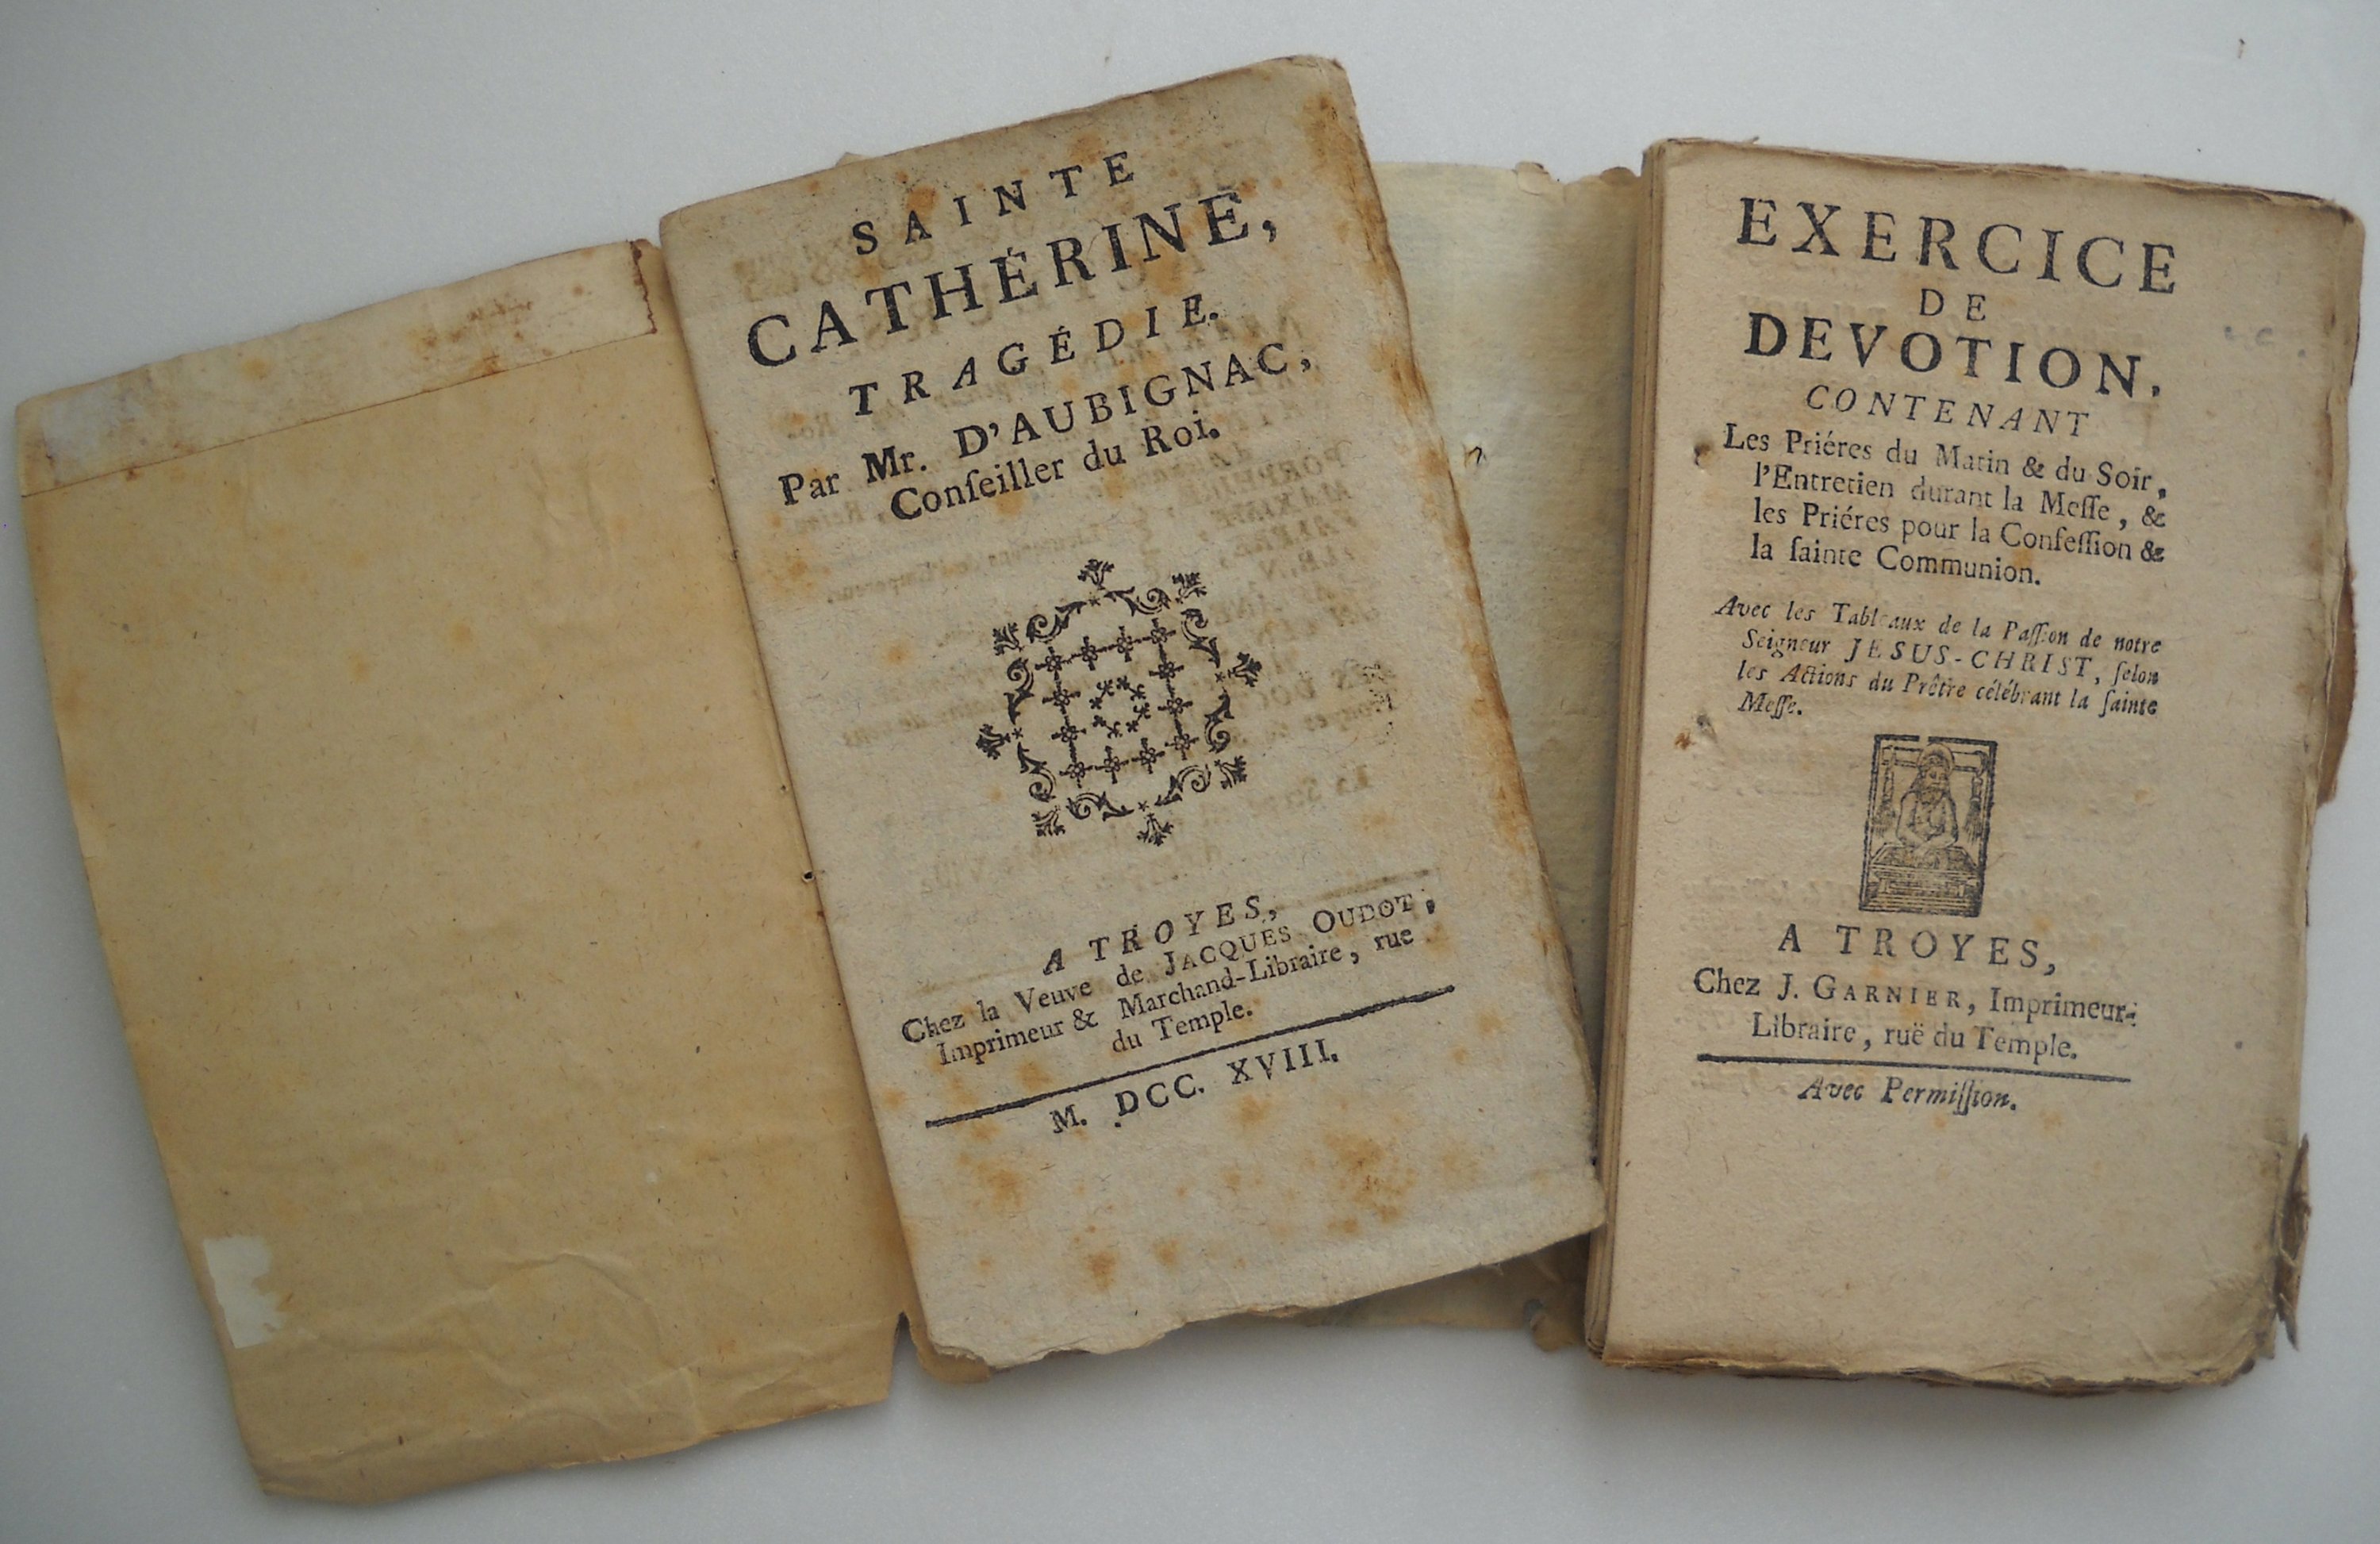 SAINTE
CATHÉRINE,
TRAGÉDIE.
Par Mr. D'AUBIGNAC,
Conſeiller du Roi.
A TROYES,
Chez la Veuve de JACQUES OUDOT,
Imprimeur & Marchand-Libraire, rue
du Temple.
M. DCC. XVIII.
EXERCICE
DE
DEVOTION.
CONTENANT
Les Priéres du Matin & du Soir,
l'Entretien durant la Meſſe, &
les Priéres pour la Confeſſion &
la ſainte Communion.
Avec les Tableaux de la Paſſion de notre
Seigneur JESUS-CHRIST, ſelon
les Actions du Prêtre célébrant la ſainte
Meſſe.
A TROYES,
Chez J. GARNIER, Imprimeur-
Libraire, ruë du Temple.
Avec Permiſſion.